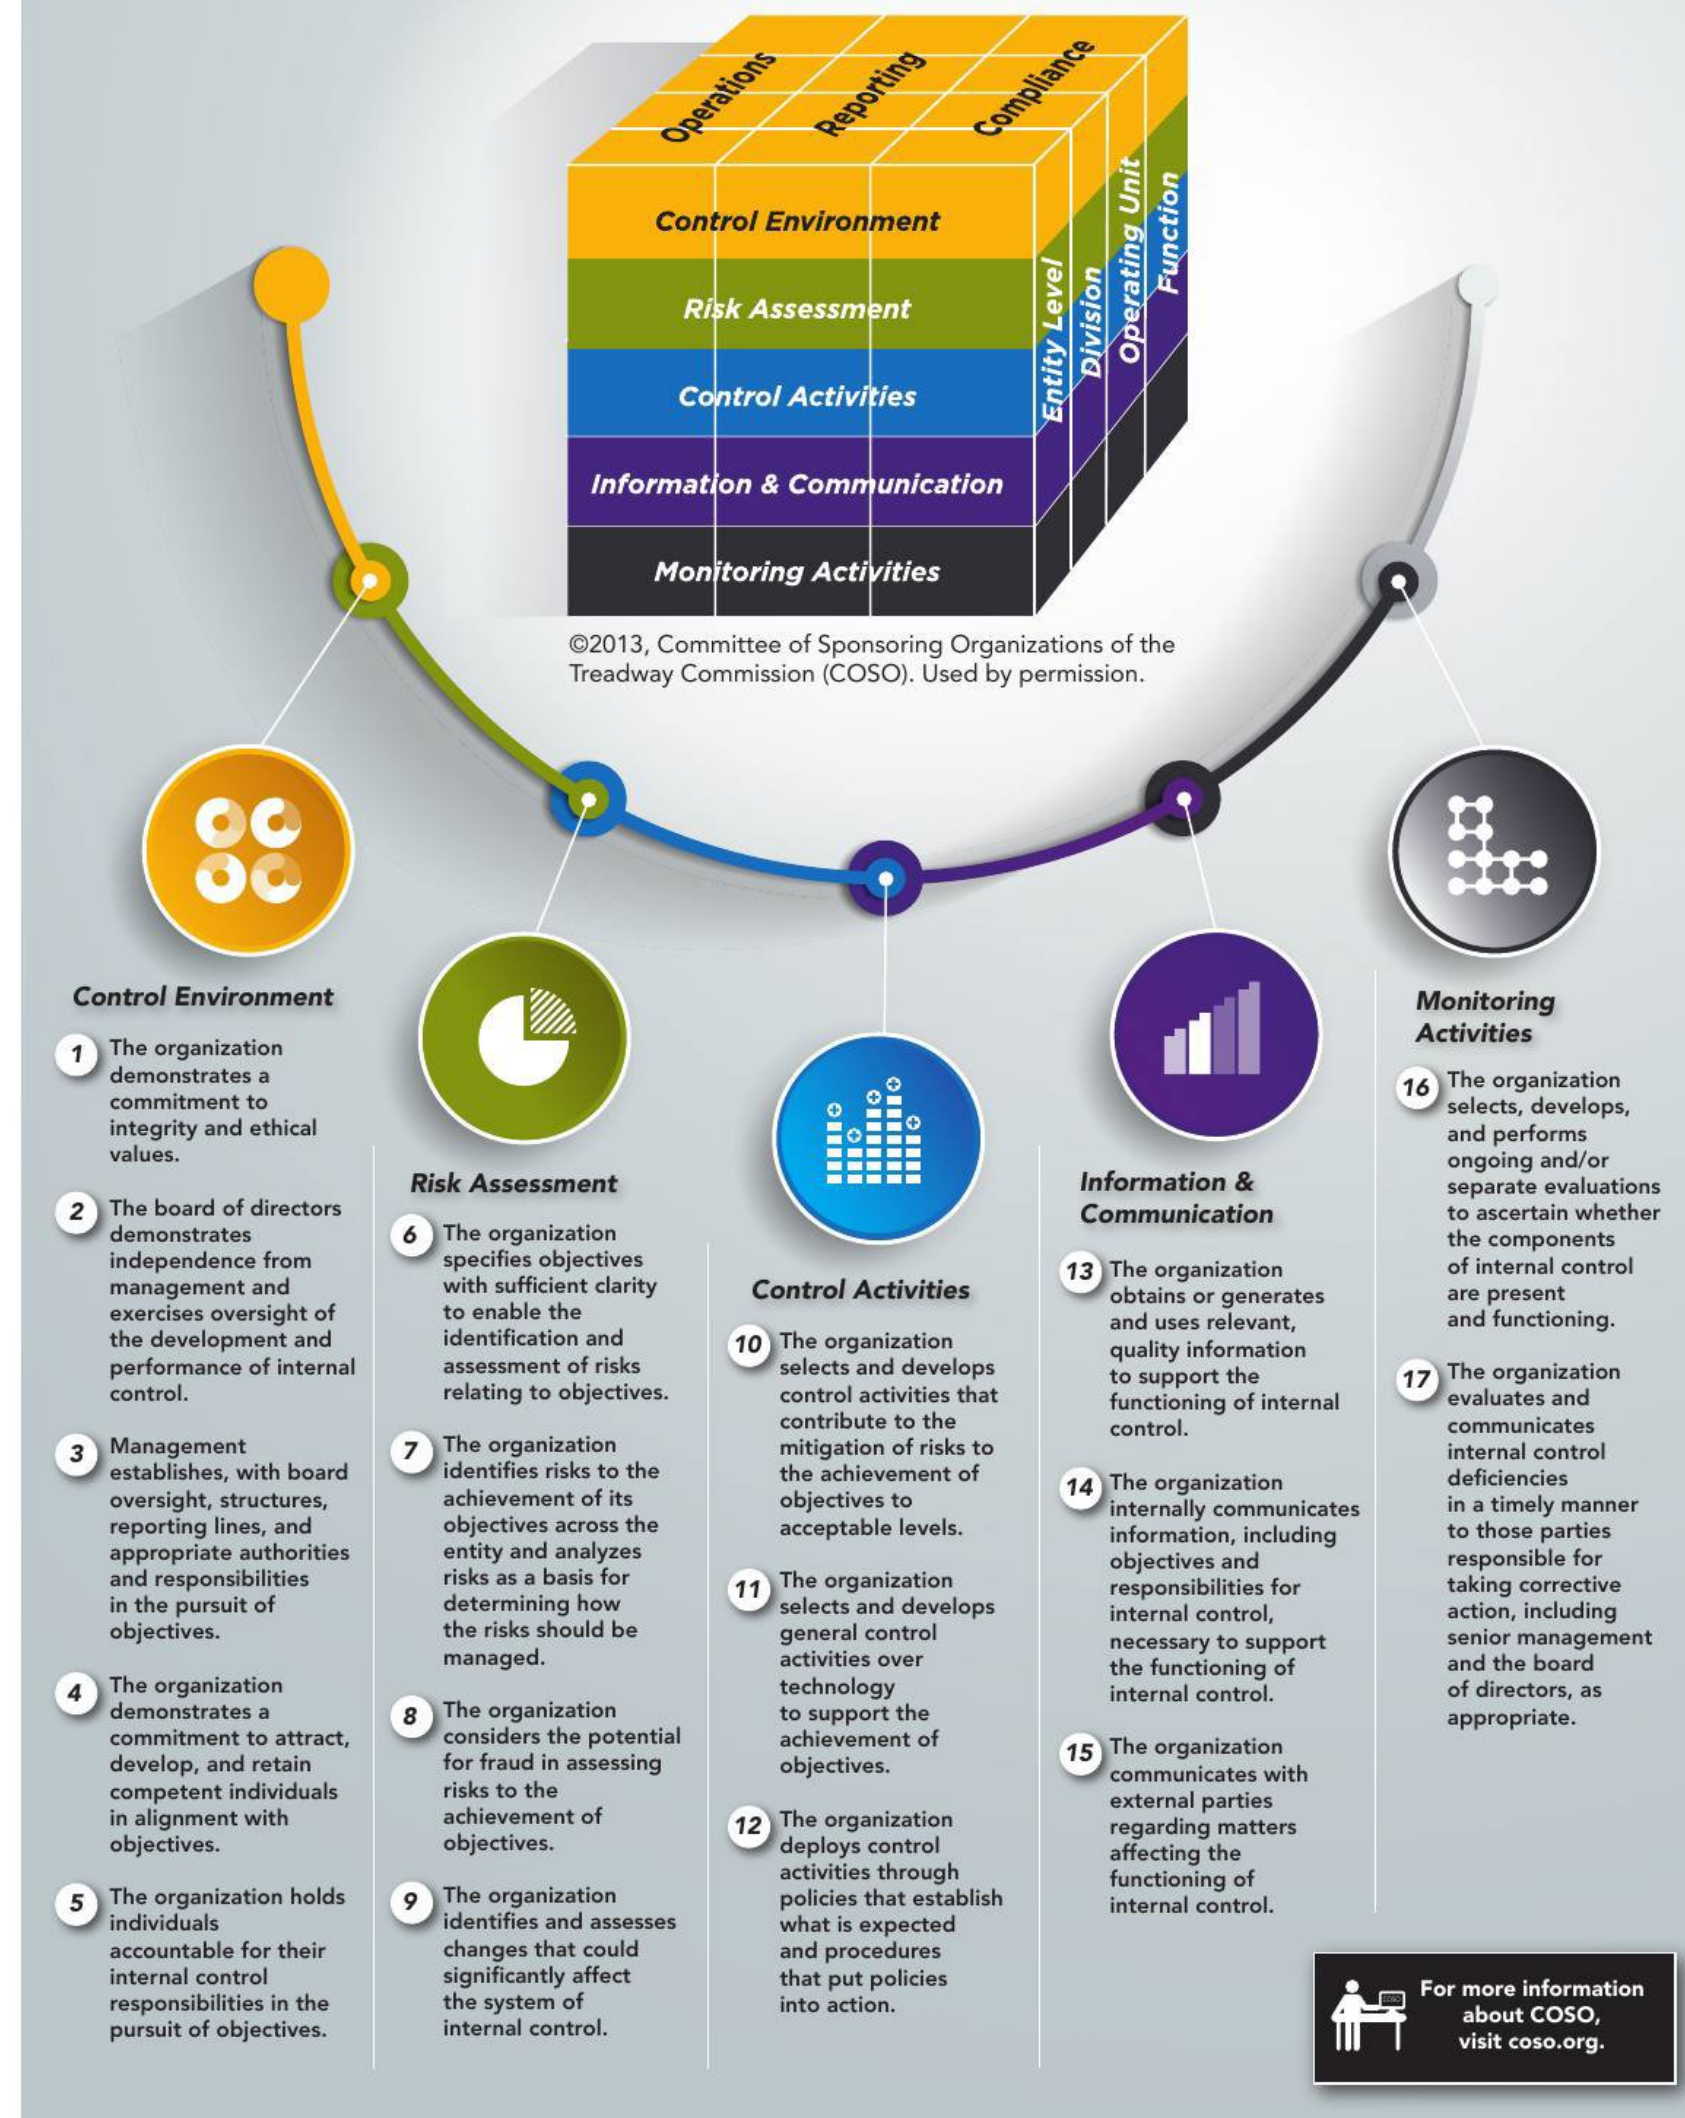 Operations
Reporting
Compliance
Control Environment
Risk Assessment
Control Activities
Information & Communication
Monitoring Activities
Entity Level
Division
Operating Unit
Function
©2013, Committee of Sponsoring Organizations of the
Treadway Commission (COSO). Used by permission.
Control Environment
1 The organization
demonstrates a
commitment to
integrity and ethical
values.
2 The board of directors
demonstrates
independence from
management and
exercises oversight of
the development and
performance of internal
control.
3 Management
establishes, with board
oversight, structures,
reporting lines, and
appropriate authorities
and responsibilities
in the pursuit of
objectives.
4 The organization
demonstrates a
commitment to attract,
develop, and retain
competent individuals
in alignment with
objectives.
5 The organization holds
individuals
accountable for their
internal control
responsibilities in the
pursuit of objectives.
Risk Assessment
6 The organization
specifies objectives
with sufficient clarity
to enable the
identification and
assessment of risks
relating to objectives.
7 The organization
identifies risks to the
achievement of its
objectives across the
entity and analyzes
risks as a basis for
determining how
the risks should be
managed.
8 The organization
considers the potential
for fraud in assessing
risks to the
achievement of
objectives.
9 The organization
identifies and assesses
changes that could
significantly affect
the system of
internal control.
Control Activities
10 The organization
selects and develops
control activities that
contribute to the
mitigation of risks to
the achievement of
objectives to
acceptable levels.
11 The organization
selects and develops
general control
activities over
technology
to support the
achievement of
objectives.
12 The organization
deploys control
activities through
policies that establish
what is expected
and procedures
that put policies
into action.
Information &
Communication
13 The organization
obtains or generates
and uses relevant,
quality information
to support the
functioning of internal
control.
14 The organization
internally communicates
information, including
objectives and
responsibilities for
internal control,
necessary to support
the functioning of
internal control.
15 The organization
communicates with
external parties
regarding matters
affecting the
functioning of
internal control.
Monitoring
Activities
16 The organization
selects, develops,
and performs
ongoing and/or
separate evaluations
to ascertain whether
the components
of internal control
are present
and functioning.
17 The organization
evaluates and
communicates
internal control
deficiencies
in a timely manner
to those parties
responsible for
taking corrective
action, including
senior management
and the board
of directors, as
appropriate.
COSO
For more information
about COSO,
visit coso.org.